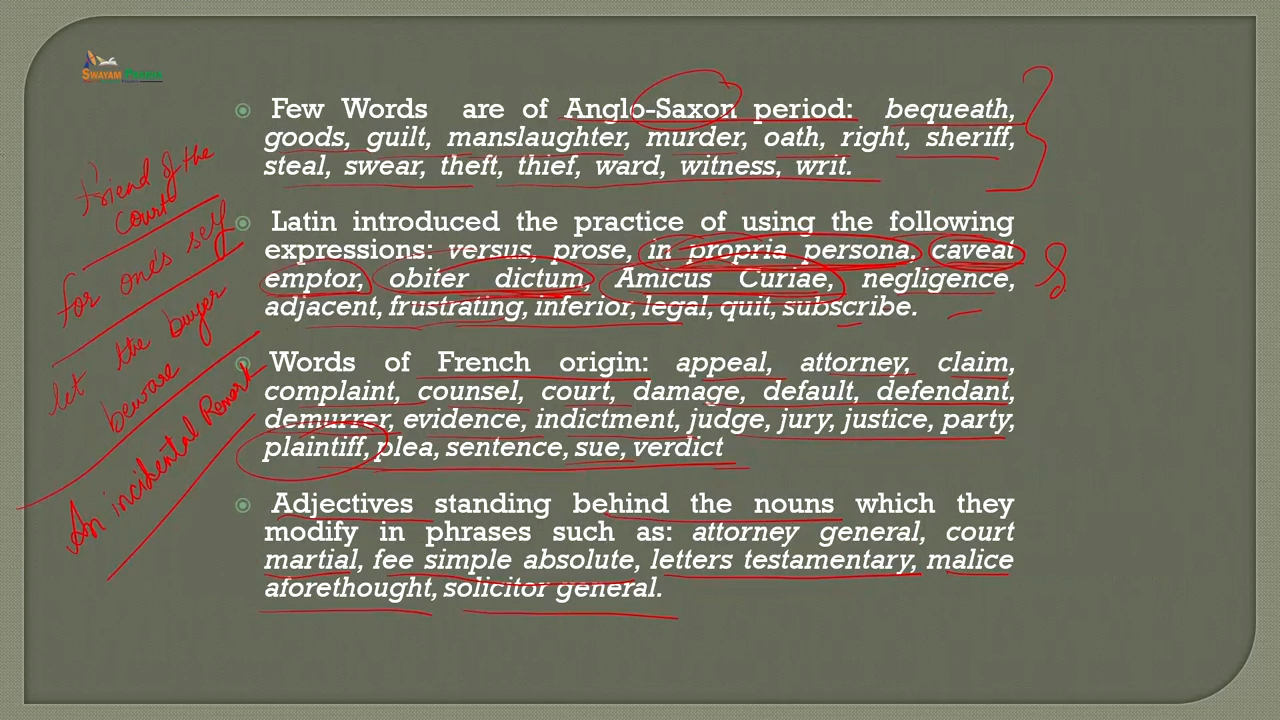 SWAYAM PRABHA
Few Words are of Anglo-Saxon period: bequeath,
goods, guilt, manslaughter, murder, oath, right, sheriff,
steal, swear, theft, thief, ward, witness, writ.
Latin introduced the practice of using the following
expressions: versus, prose, in propria persona. caveat
emptor, obiter dictum, Amicus Curiae, negligence,
adjacent, frustrating, inferior, legal, quit, subscribe.
Words of French origin: appeal, attorney, claim,
complaint, counsel, court, damage, default, defendant,
demurrer, evidence, indictment, judge, jury, justice, party,
plaintiff, plea, sentence, sue, verdict
Adjectives standing behind the nouns which they
modify in phrases such as: attorney general, court
martial, fee simple absolute, letters testamentary, malice
aforethought, solicitor general.
Friend of the
Court
for one's self
let the buyer
beware
An incidental Remark